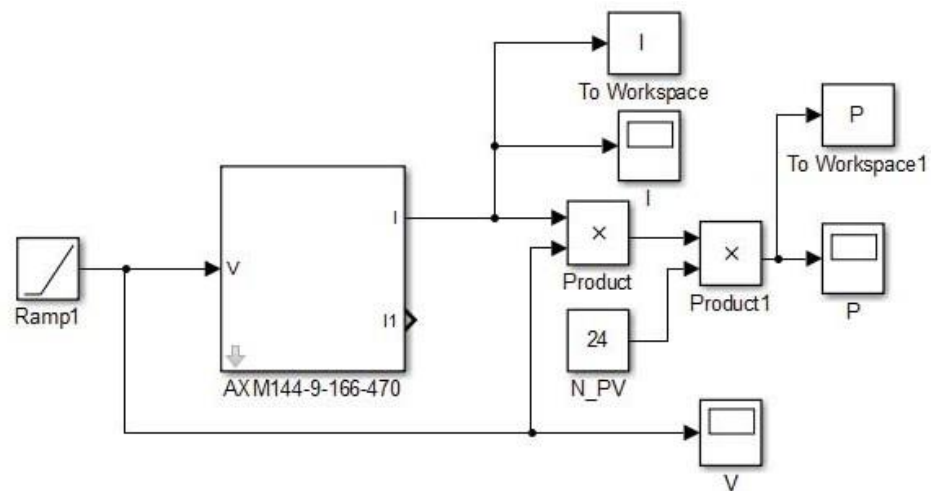 I
To Workspace
P
To Workspace1
I
I
V
I1
AXM144-9-166-470
Ramp1
×
Product
×
Product1
P
24
N_PV
V